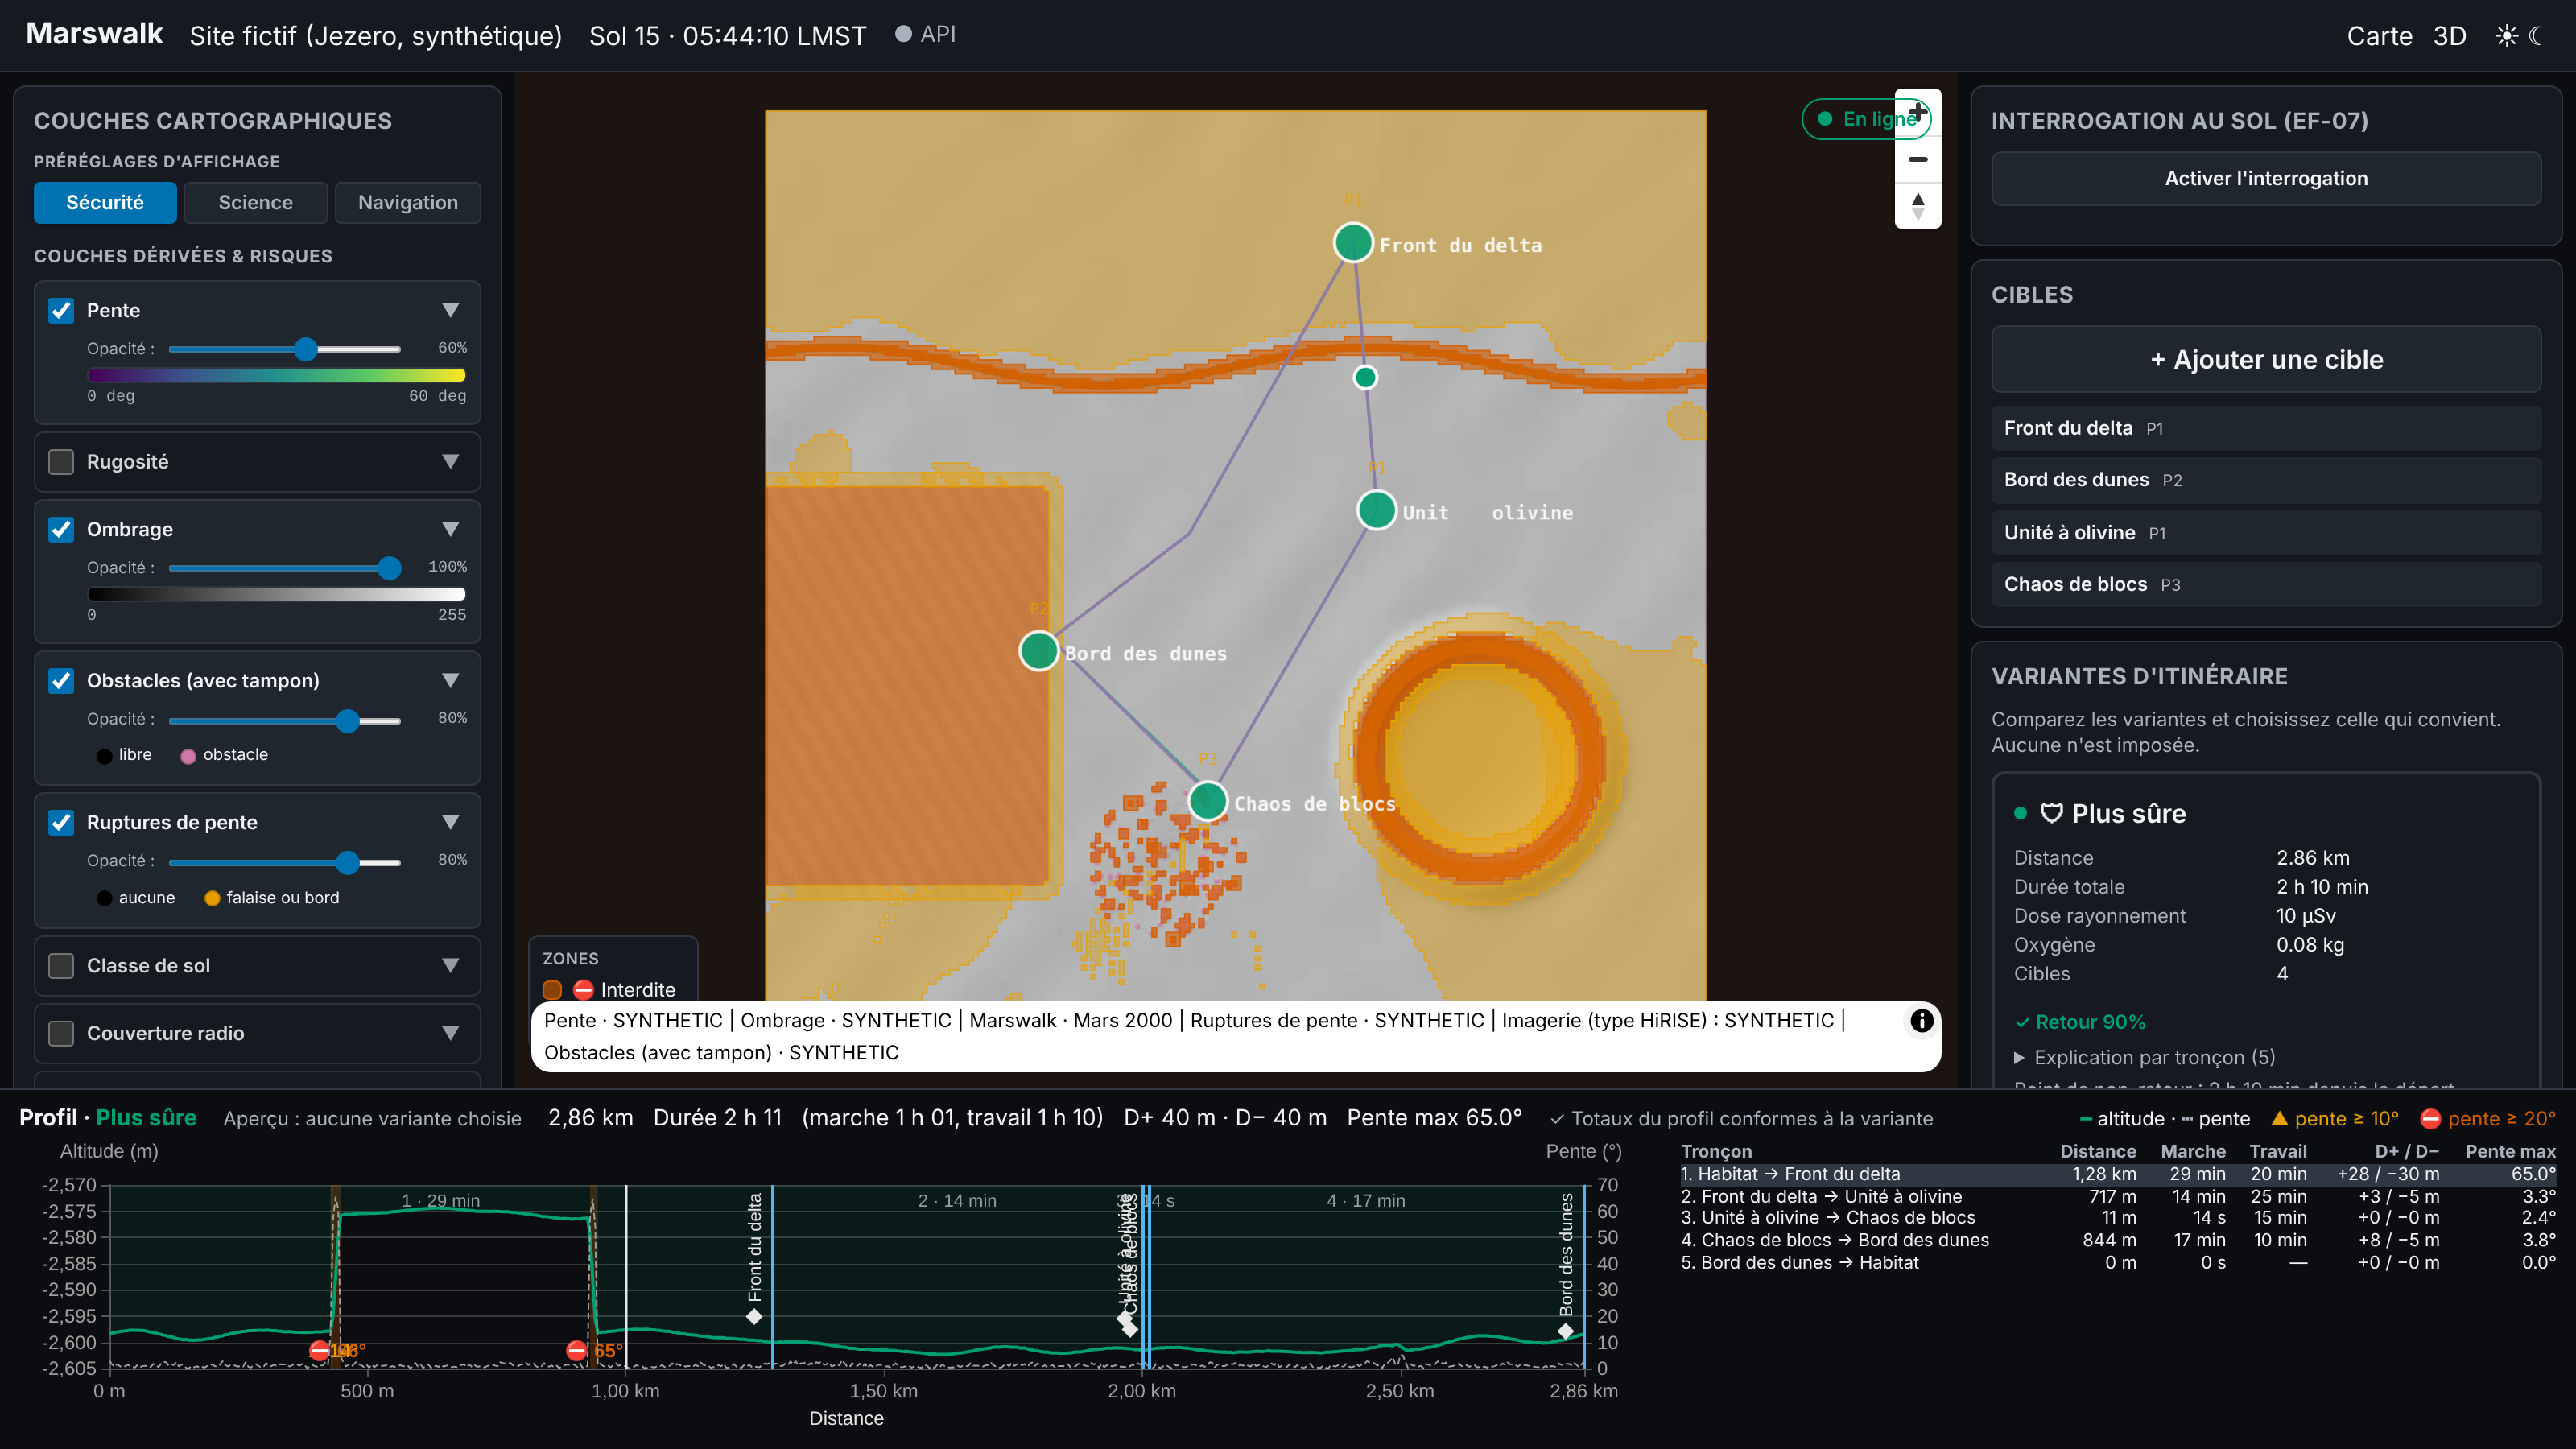 Marswalk Site fictif (Jezero, synthétique) Sol 15 · 05:44:10 LMST API Carte 3D
COUCHES CARTOGRAPHIQUES
PRÉRÉGLAGES D'AFFICHAGE
Sécurité Science Navigation
COUCHES DÉRIVÉES & RISQUES
Pente
Opacité : 60%
0 deg 60 deg
Rugosité
Ombrage
Opacité : 100%
0 255
Obstacles (avec tampon)
Opacité : 80%
libre obstacle
Ruptures de pente
Opacité : 80%
aucune falaise ou bord
Classe de sol
Couverture radio
En ligne
P1
Front du delta
P1
Unit olivine
P2
Bord des dunes
P3
Chaos de blocs
ZONES
Interdite
Pente · SYNTHETIC | Ombrage · SYNTHETIC | Marswalk · Mars 2000 | Ruptures de pente · SYNTHETIC | Imagerie (type HiRISE) : SYNTHETIC |
Obstacles (avec tampon) · SYNTHETIC
INTERROGATION AU SOL (EF-07)
Activer l'interrogation
CIBLES
+ Ajouter une cible
Front du delta P1
Bord des dunes P2
Unité à olivine P1
Chaos de blocs P3
VARIANTES D'ITINÉRAIRE
Comparez les variantes et choisissez celle qui convient.
Aucune n'est imposée.
Plus sûre
Distance 2.86 km
Durée totale 2 h 10 min
Dose rayonnement 10 µSv
Oxygène 0.08 kg
Cibles 4
✓ Retour 90%
▶ Explication par tronçon (5)
Point de non-retour : 2 h 10 min depuis le départ
Profil · Plus sûre Aperçu : aucune variante choisie 2,86 km Durée 2 h 11 (marche 1 h 01, travail 1 h 10) D+ 40 m · D− 40 m Pente max 65.0° ✓ Totaux du profil conformes à la variante altitude · pente pente ≥ 10° pente ≥ 20°
Altitude (m) Pente (°)
-2,570 70
-2,575 60
-2,580 50
-2,585 40
-2,590 30
-2,595 20
-2,600 10
-2,605 0
1 · 29 min 2 · 14 min 4 · 17 min
Front du delta
Unité à olivine
Chaos de blocs
Bord des dunes
65°
0 m 500 m 1,00 km 1,50 km 2,00 km 2,50 km 2,86 km
Distance
Tronçon Distance Marche Travail D+ / D− Pente max
1. Habitat → Front du delta 1,28 km 29 min 20 min +28 / −30 m 65.0°
2. Front du delta → Unité à olivine 717 m 14 min 25 min +3 / −5 m 3.3°
3. Unité à olivine → Chaos de blocs 11 m 14 s 15 min +0 / −0 m 2.4°
4. Chaos de blocs → Bord des dunes 844 m 17 min 10 min +8 / −5 m 3.8°
5. Bord des dunes → Habitat 0 m 0 s — +0 / −0 m 0.0°